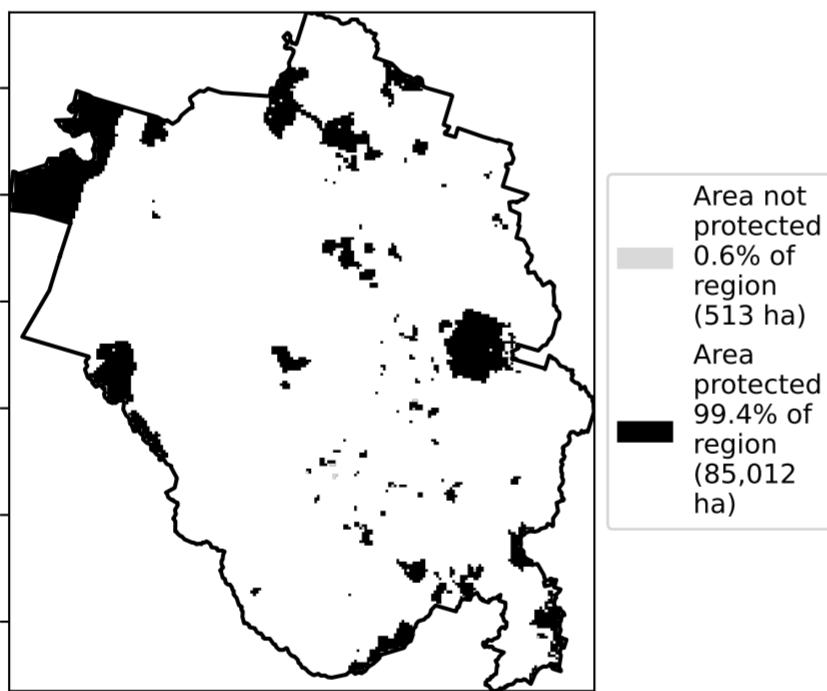 Area not
protected
0.6% of
region
(513 ha)
Area
protected
99.4% of
region
(85,012
ha)